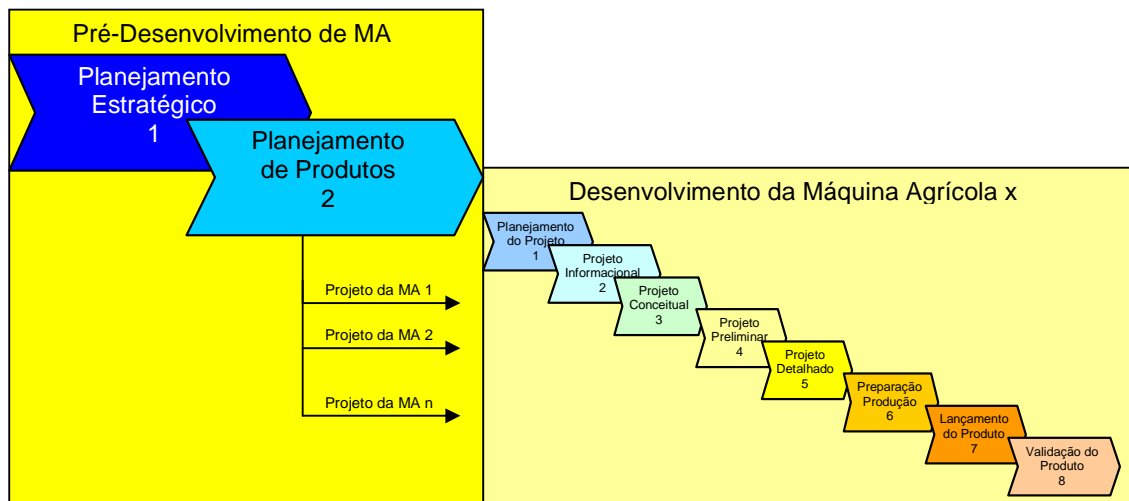 Pré-Desenvolvimento de MA
Planejamento
Estratégico
1
Planejamento
de Produtos
2
Projeto da MA 1
Projeto da MA 2
Projeto da MA n
Desenvolvimento da Máquina Agrícola x
Planejamento
do Projeto
1
Projeto
Informacional
2
Projeto
Conceitual
3
Projeto
Preliminar
4
Projeto
Detalhado
5
Preparação
Produção
6
Lançamento
do Produto
7
Validação do
Produto
8